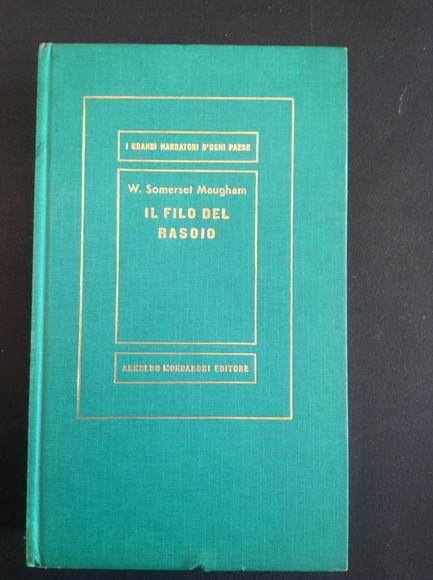 I GRANDI NARRATORI D'OGNI PAESE
W. Somerset Maugham
IL FILO DEL
RASOIO
ARNOLDO MONDADORI EDITORE